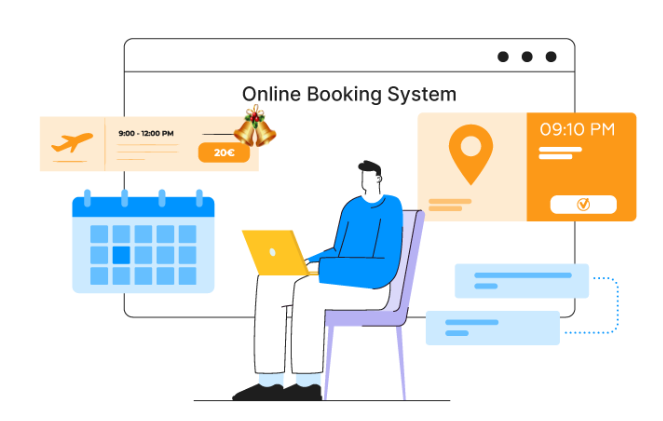 Online Booking System
9:00 - 12:00 PM
20€
09:10 PM